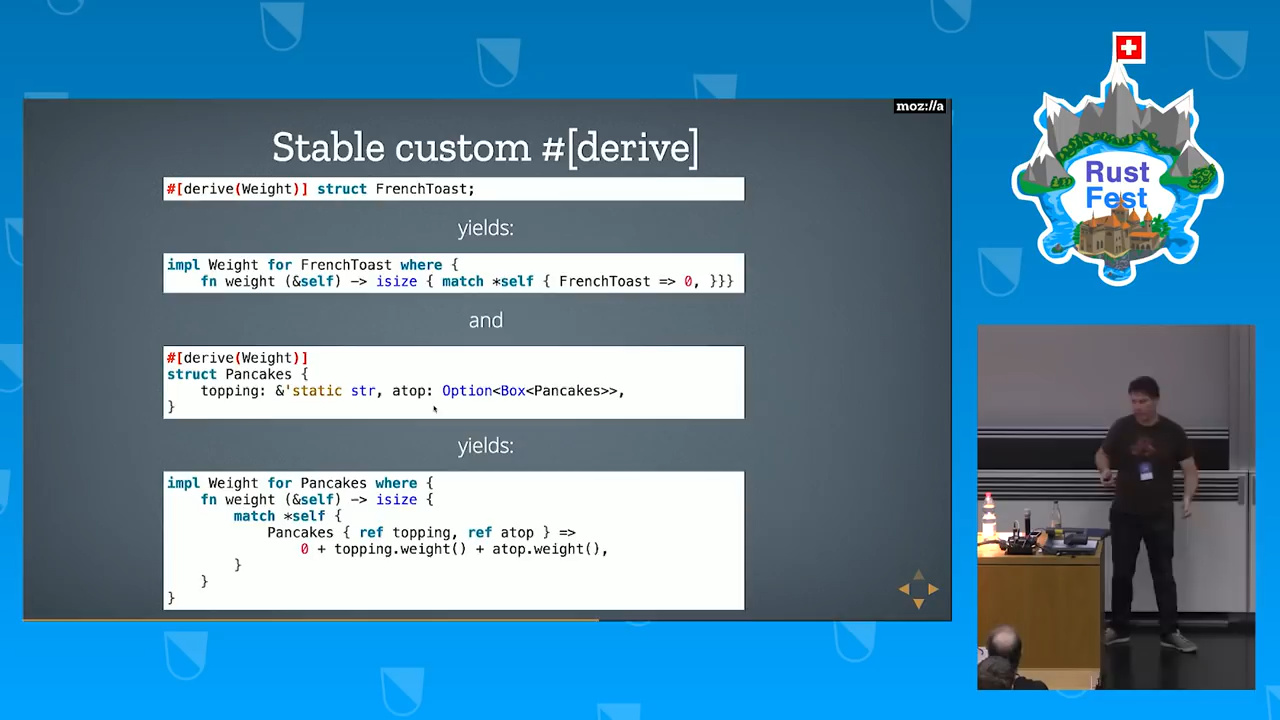 moz://a
Stable custom #[derive]
#[derive(Weight)] struct FrenchToast;
yields:
impl Weight for FrenchToast where {
    fn weight (&self) -> isize { match *self { FrenchToast => 0, }}}
and
#[derive(Weight)]
struct Pancakes {
    topping: &'static str, atop: Option<Box<Pancakes>>,
}
yields:
impl Weight for Pancakes where {
    fn weight (&self) -> isize {
        match *self {
            Pancakes { ref topping, ref atop } =>
                0 + topping.weight() + atop.weight(),
        }
    }
}
Rust
Fest